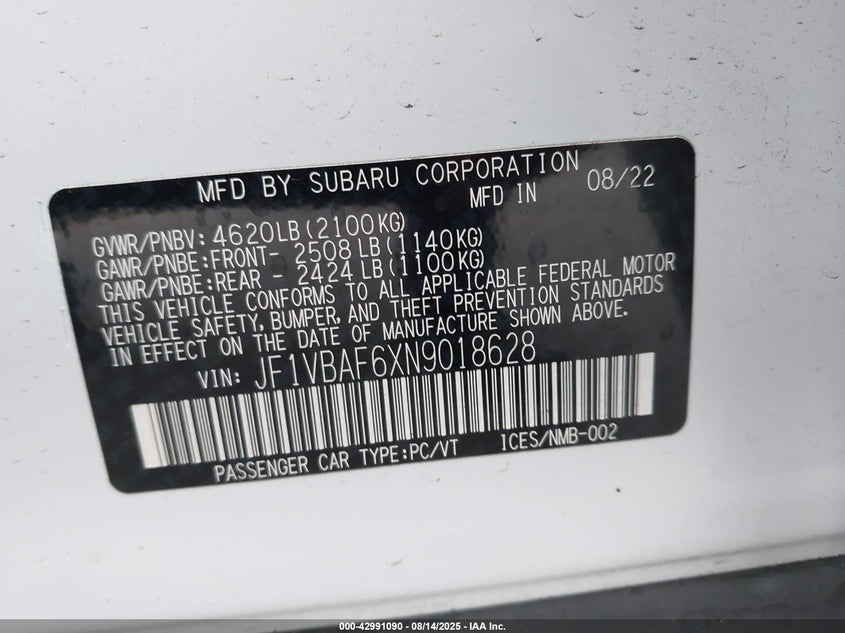 MFD BY SUBARU CORPORATION
MFD IN 08/22
GVWR/PNBV: 4620LB(2100KG)
GAWR/PNBE:FRONT- 2508 LB(1140KG)
GAWR/PNBE:REAR - 2424 LB(1100KG)
THIS VEHICLE CONFORMS TO ALL APPLICABLE FEDERAL MOTOR
VEHICLE SAFETY, BUMPER, AND THEFT PREVENTION STANDARDS
IN EFFECT ON THE DATE OF MANUFACTURE SHOWN ABOVE.
VIN: JF1VBAF6XN9018628
PASSENGER CAR TYPE:PC/VT ICES/NMB-002
000-42991090 - 08/14/2025 - IAA Inc.